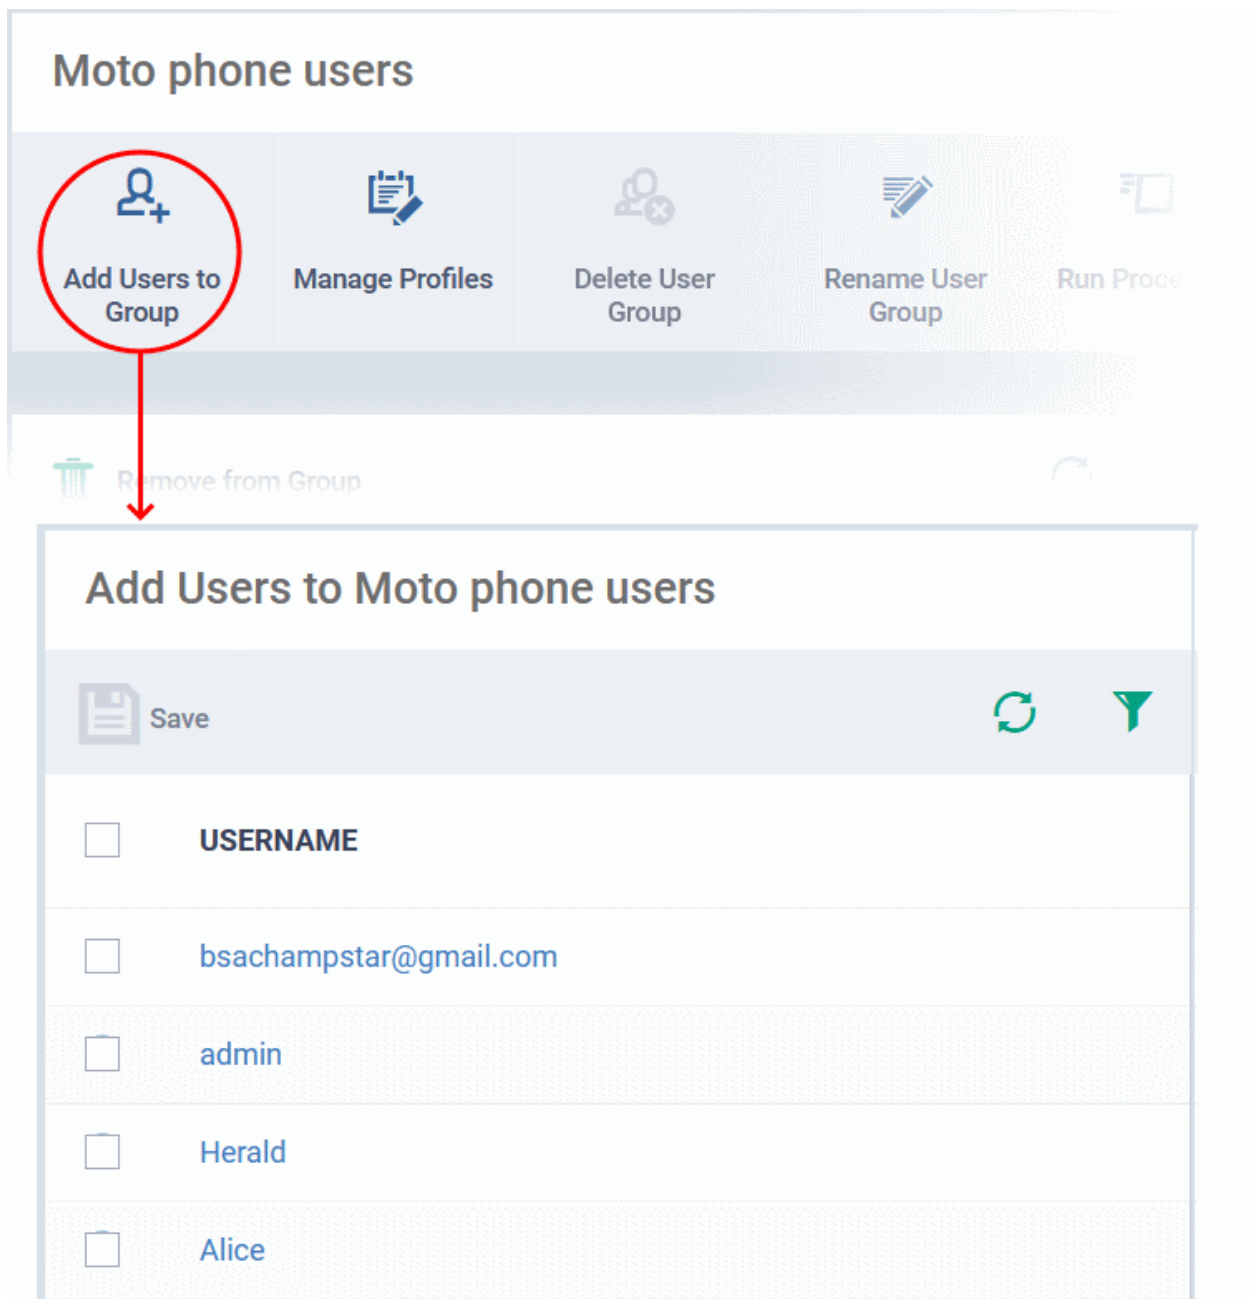 Moto phone users
Add Users to
Group
Manage Profiles
Delete User
Group
Rename User
Group
Run Proce
Remove from Group
Add Users to Moto phone users
Save
USERNAME
bsachampstar@gmail.com
admin
Herald
Alice